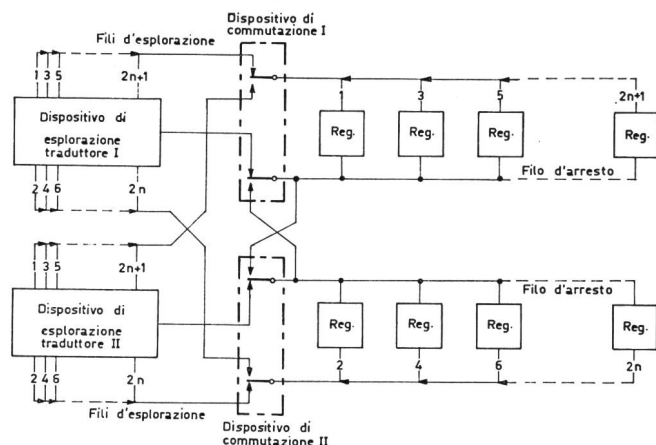 Dispositivo di
commutazione I
Fili d'esplorazione
1 3 5 2n+1
Dispositivo di
esplorazione
traduttore I
2 4 6 2n
1 3 5 2n+1
Reg. Reg. Reg. Reg.
Filo d'arresto
1 3 5 2n+1
Dispositivo di
esplorazione
traduttore II
2 4 6 2n
Fili di esplorazione
Filo d'arresto
Reg. Reg. Reg. Reg.
2 4 6 2n
Dispositivo di
commutazione II